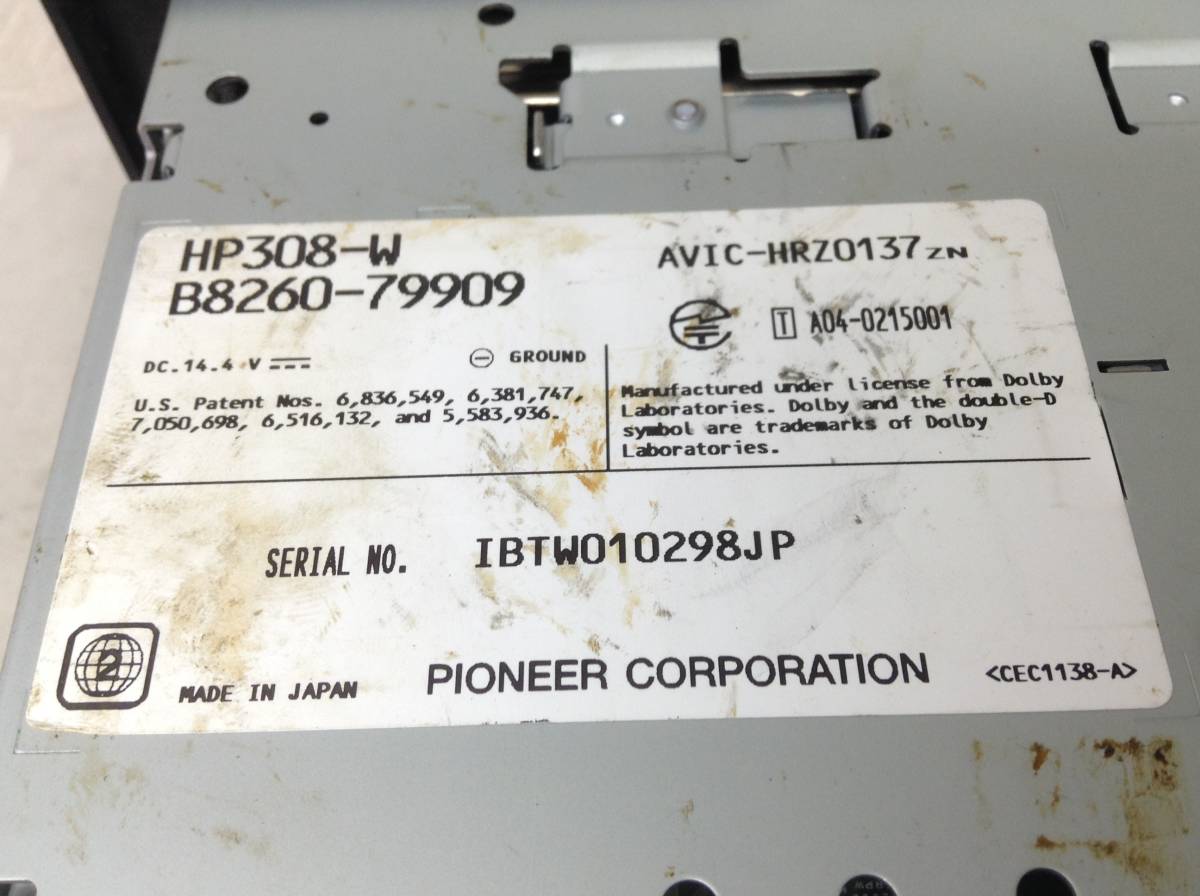 HP308-W
B8260-79909
AVIC-HRZ0137ZN
T A04-0215001
DC.14.4 V
GROUND
U.S. Patent Nos. 6,836,549, 6,381,747,
7,050,698, 6,516,132, and 5,583,936.
Manufactured under license from Dolby
Laboratories. Dolby and the double-D
symbol are trademarks of Dolby
Laboratories.
SERIAL NO. IBTW010298JP
2
MADE IN JAPAN
PIONEER CORPORATION
<CEC1138-A>